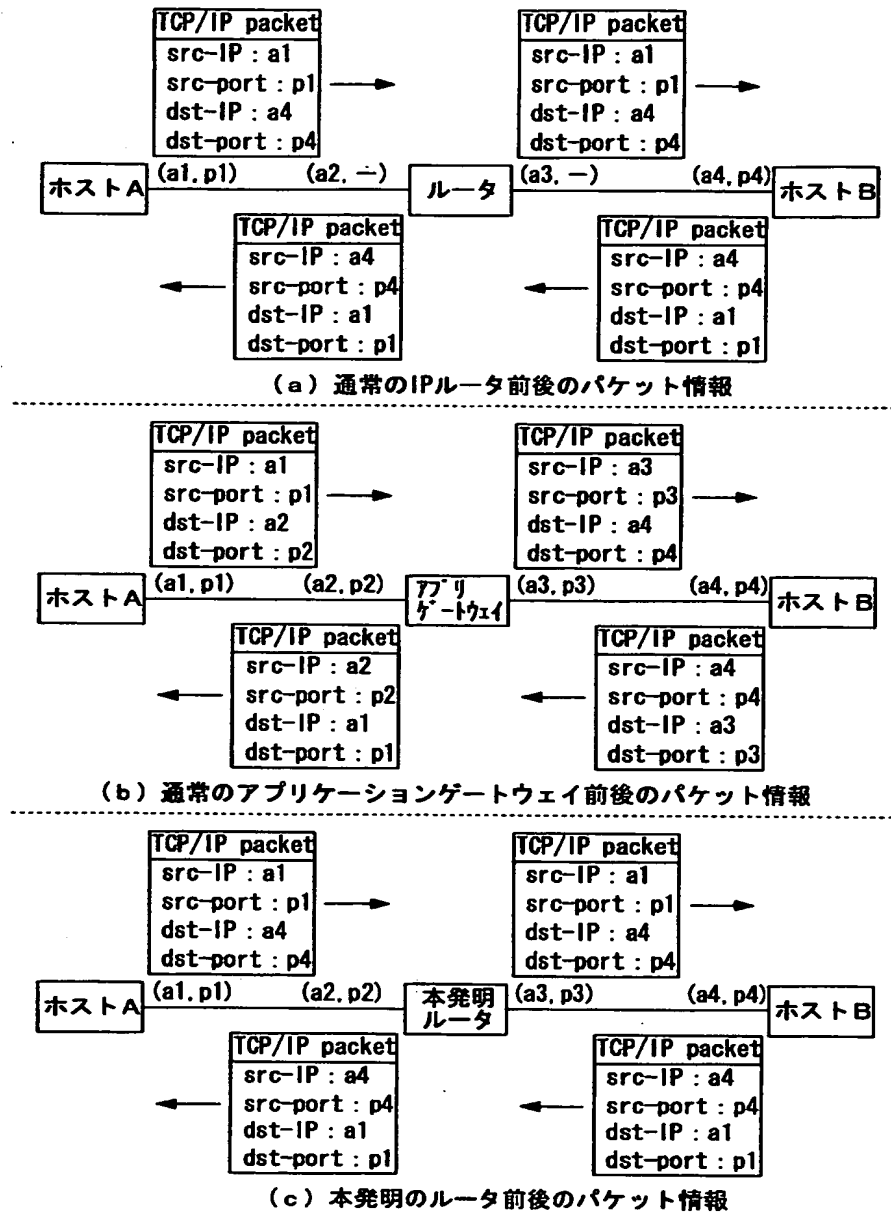 TCP/IP packet
src-IP : a1
src-port : p1
dst-IP : a4
dst-port : p4
TCP/IP packet
src-IP : a1
src-port : p1
dst-IP : a4
dst-port : p4
ホストA
(a1, p1)
(a2, −)
ルータ
(a3, −)
(a4, p4)
ホストB
TCP/IP packet
src-IP : a4
src-port : p4
dst-IP : a1
dst-port : p1
TCP/IP packet
src-IP : a4
src-port : p4
dst-IP : a1
dst-port : p1
(a) 通常のIPルータ前後のパケット情報
TCP/IP packet
src-IP : a1
src-port : p1
dst-IP : a2
dst-port : p2
TCP/IP packet
src-IP : a3
src-port : p3
dst-IP : a4
dst-port : p4
ホストA
(a1, p1)
(a2, p2)
アプリ
ゲートウェイ
(a3, p3)
(a4, p4)
ホストB
TCP/IP packet
src-IP : a2
src-port : p2
dst-IP : a1
dst-port : p1
TCP/IP packet
src-IP : a4
src-port : p4
dst-IP : a3
dst-port : p3
(b) 通常のアプリケーションゲートウェイ前後のパケット情報
TCP/IP packet
src-IP : a1
src-port : p1
dst-IP : a4
dst-port : p4
TCP/IP packet
src-IP : a1
src-port : p1
dst-IP : a4
dst-port : p4
ホストA
(a1, p1)
(a2, p2)
本発明
ルータ
(a3, p3)
(a4, p4)
ホストB
TCP/IP packet
src-IP : a4
src-port : p4
dst-IP : a1
dst-port : p1
TCP/IP packet
src-IP : a4
src-port : p4
dst-IP : a1
dst-port : p1
(c) 本発明のルータ前後のパケット情報